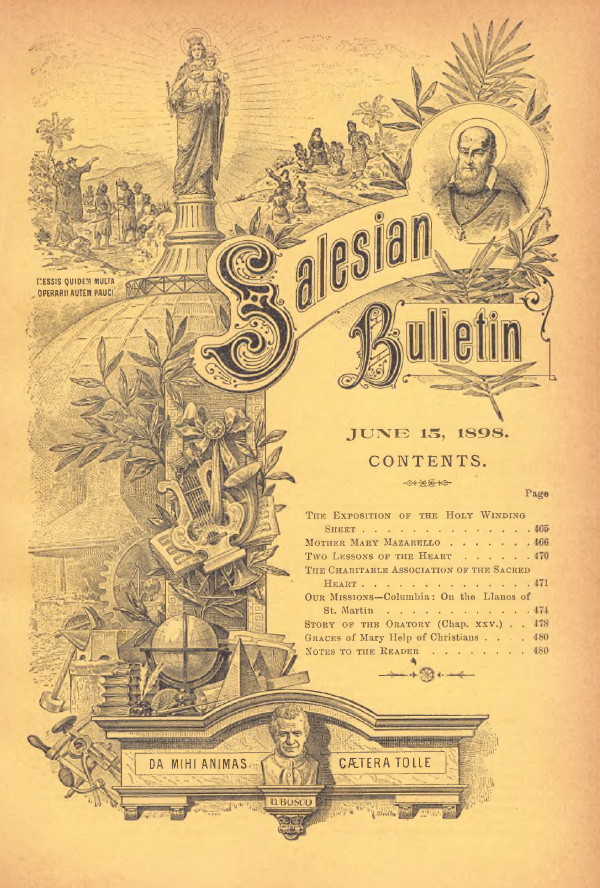 MESSIS QUIDEM MULTA
OPERARII AUTEM PAUCI
Salesian
Bulletin
JUNE 15, 1898.
CONTENTS.
Page
THE EXPOSITION OF THE HOLY WINDING
SHEET . . . . . . . . . . . . . . 465
MOTHER MARY MAZARELLO . . . . . . . 466
TWO LESSONS OF THE HEART . . . . . . 470
THE CHARITABLE ASSOCIATION OF THE SACRED
HEART . . . . . . . . . . . . . . 471
OUR MISSIONS—Columbia: On the Llanos of
St. Martin . . . . . . . . . . . . 474
STORY OF THE ORATORY (Chap. XXV.) . . 478
GRACES of Mary Help of Christians . . . . 480
NOTES TO THE READER . . . . . . . . 480
DA MIHI ANIMAS CÆTERA TOLLE
D. BOSCO